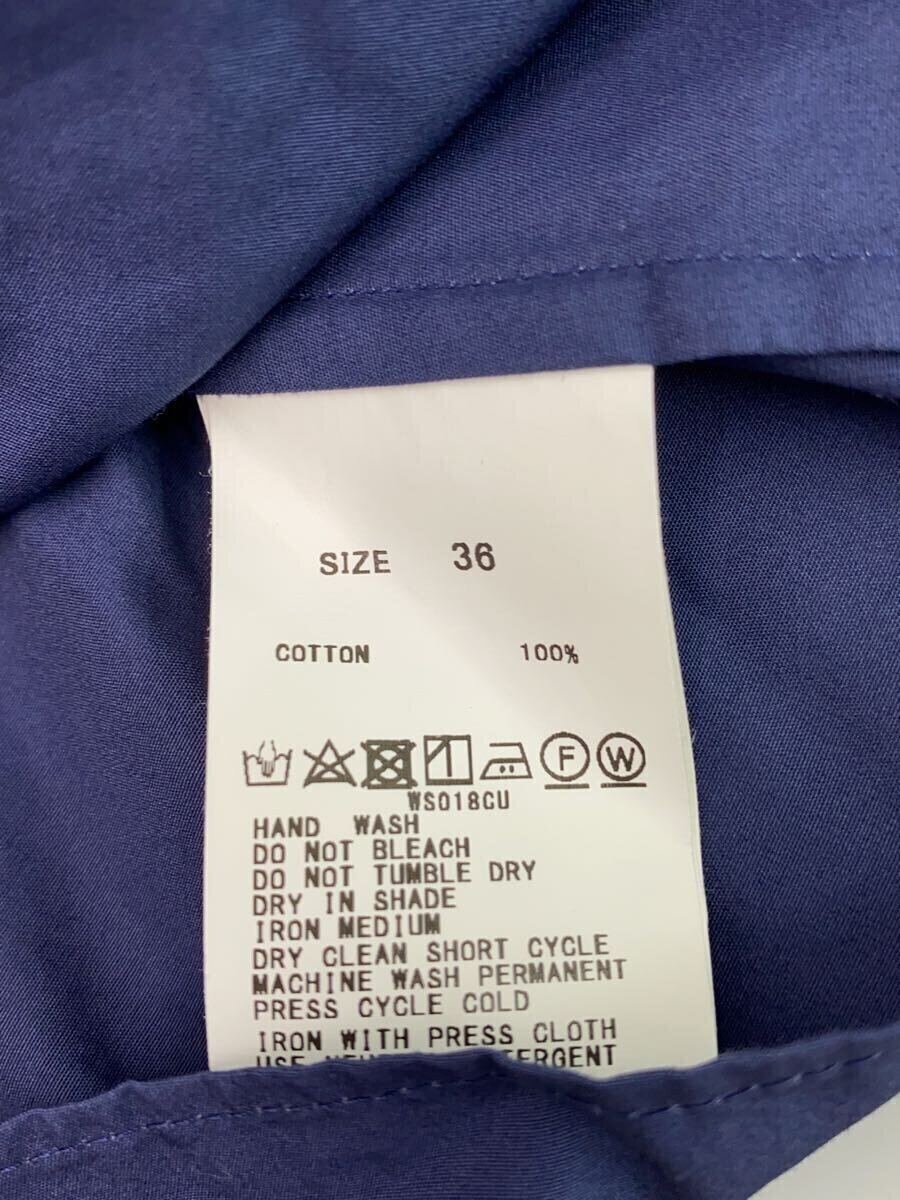 SIZE 36
COTTON 100%
F W
WS018CU
HAND WASH
DO NOT BLEACH
DO NOT TUMBLE DRY
DRY IN SHADE
IRON MEDIUM
DRY CLEAN SHORT CYCLE
MACHINE WASH PERMANENT
PRESS CYCLE COLD
IRON WITH PRESS CLOTH
USE